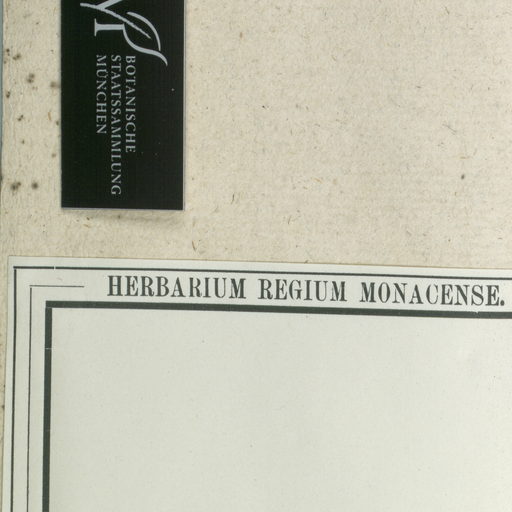 BOTANISCHE
STAATSSAMMLUNG
MÜNCHEN
HERBARIUM REGIUM MONACENSE.